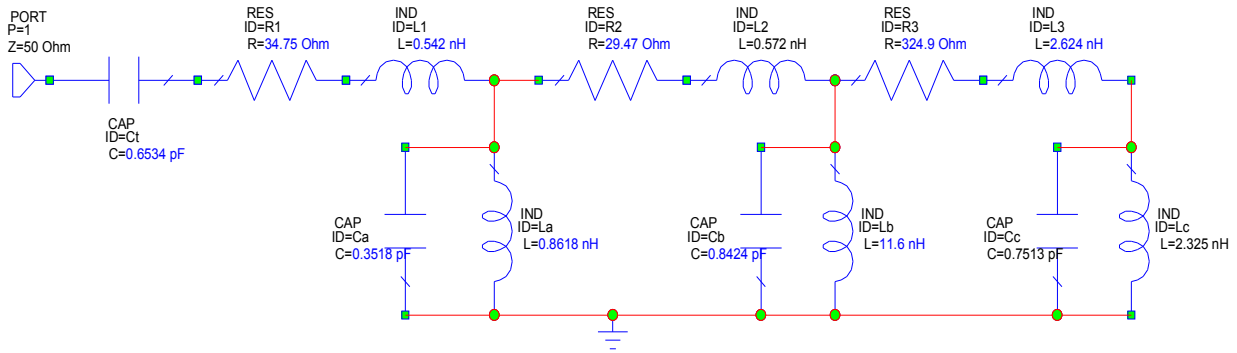 PORT
P=1
Z=50 Ohm
CAP
ID=Ct
C=0.6534 pF
RES
ID=R1
R=34.75 Ohm
IND
ID=L1
L=0.542 nH
RES
ID=R2
R=29.47 Ohm
IND
ID=L2
L=0.572 nH
RES
ID=R3
R=324.9 Ohm
IND
ID=L3
L=2.624 nH
CAP
ID=Ca
C=0.3518 pF
IND
ID=La
L=0.8618 nH
CAP
ID=Cb
C=0.8424 pF
IND
ID=Lb
L=11.6 nH
CAP
ID=Cc
C=0.7513 pF
IND
ID=Lc
L=2.325 nH